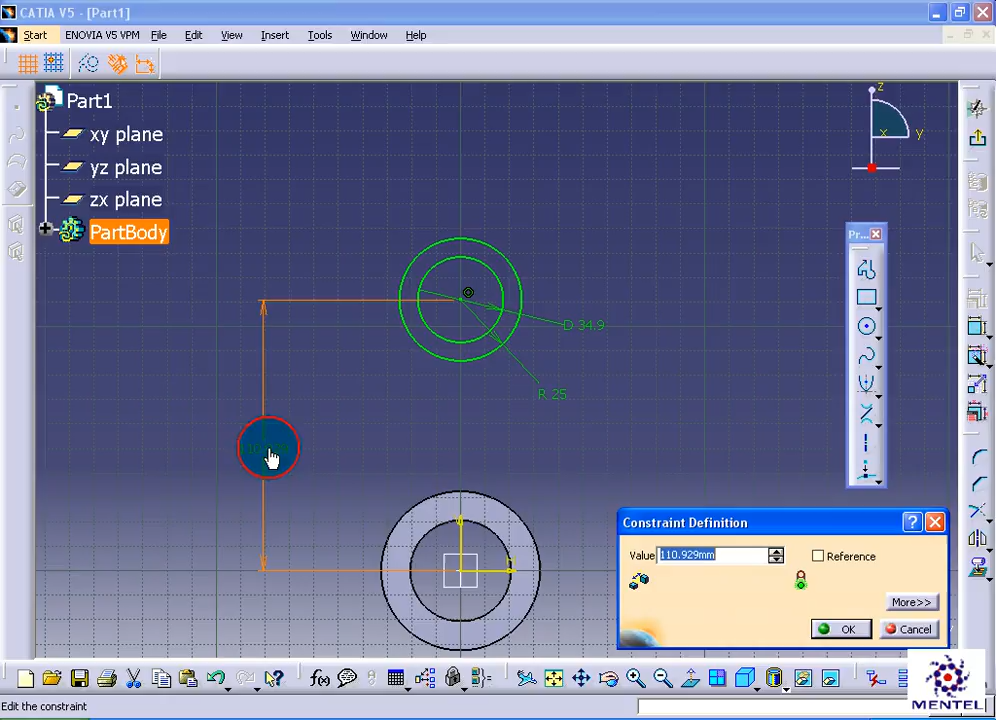 CATIA V5 - [Part1]
Start ENOVIA V5 VPM File Edit View Insert Tools Window Help
Part1
xy plane
yz plane
zx plane
PartBody
z
x y
Pr...
D 34.9
R 25
Constraint Definition
Value 110.929mm Reference
More>>
OK Cancel
f(x)
Edit the constraint
MENTEL